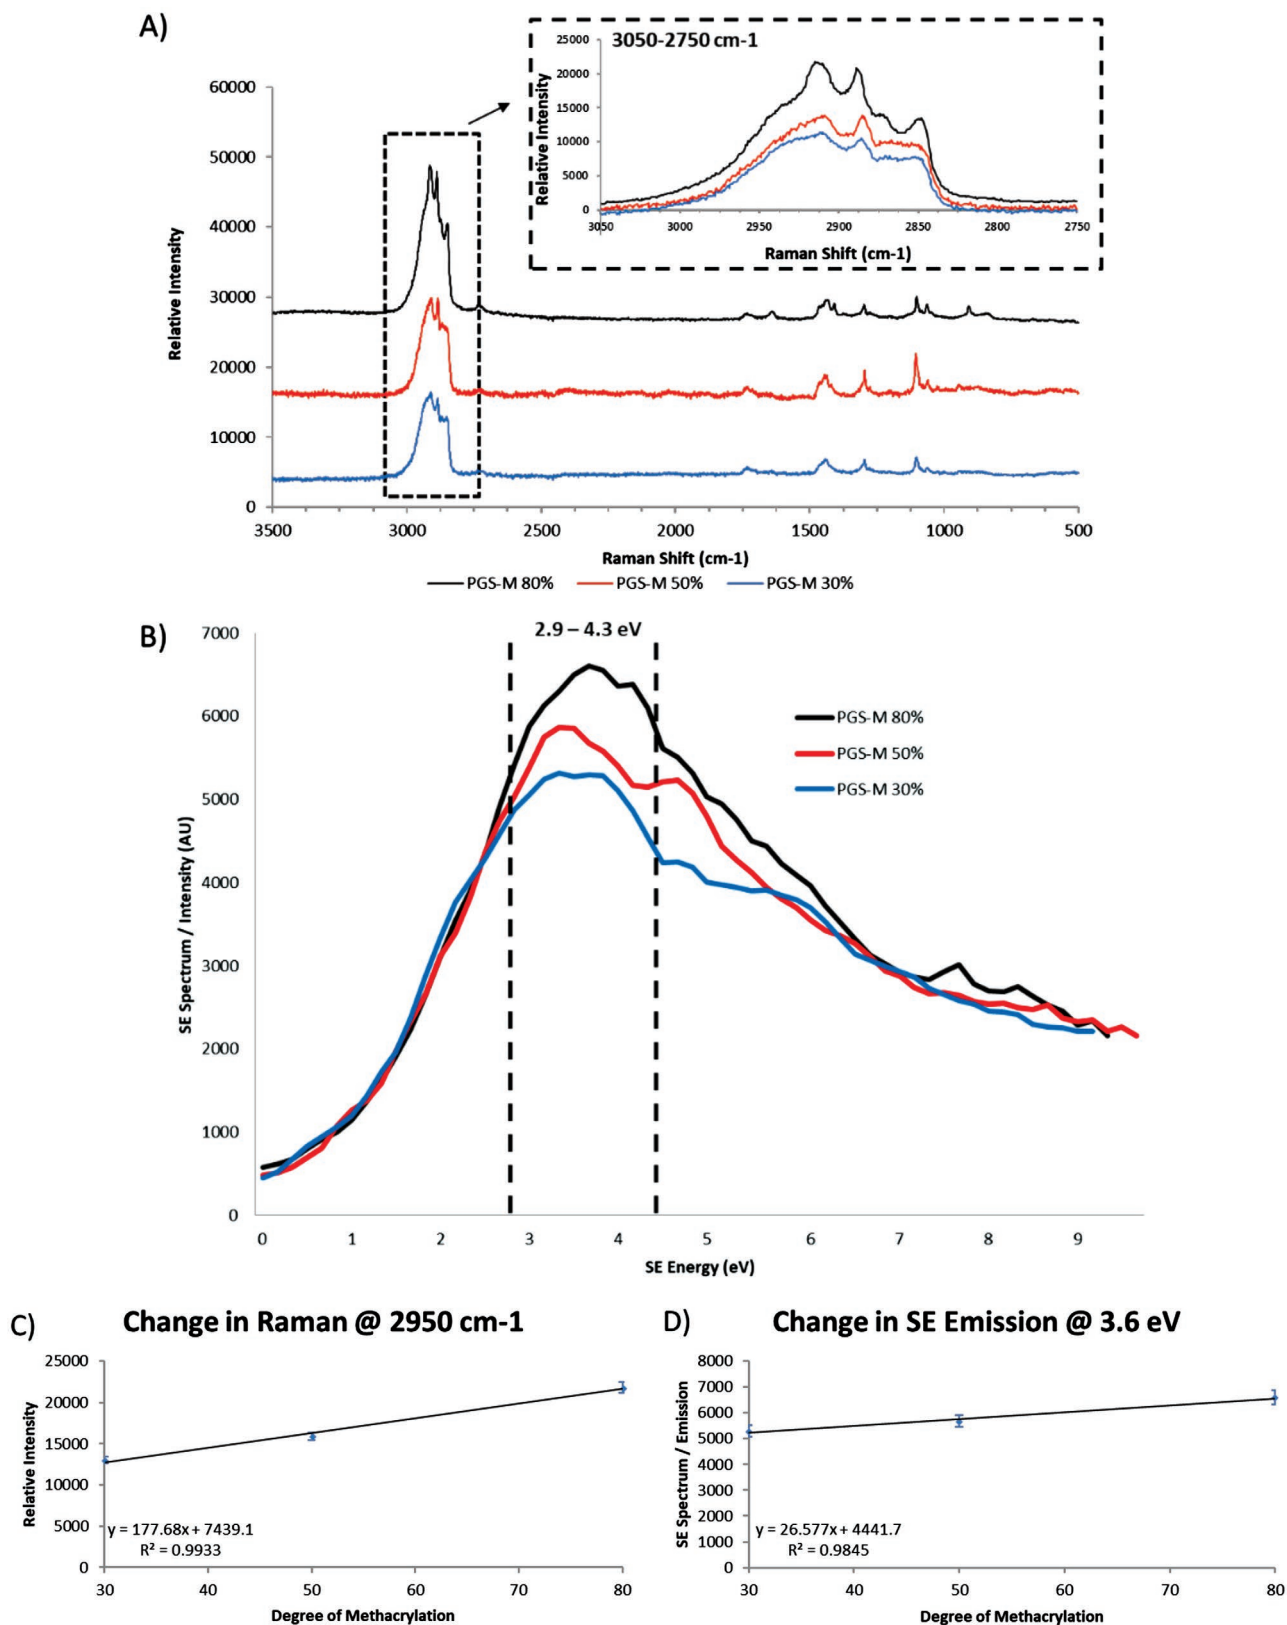 A)
3050-2750 cm-1
25000
20000
15000
10000
5000
0
Relative Intensity
3050 3000 2950 2900 2850 2800 2750
Raman Shift (cm-1)
60000
50000
40000
30000
20000
10000
0
Relative Intensity
3500 3000 2500 2000 1500 1000 500
Raman Shift (cm-1)
PGS-M 80% PGS-M 50% PGS-M 30%
B)
2.9 – 4.3 eV
7000
6000
5000
4000
3000
2000
1000
0
SE Spectrum / Intensity (AU)
PGS-M 80%
PGS-M 50%
PGS-M 30%
0 1 2 3 4 5 6 7 8 9
SE Energy (eV)
C)
Change in Raman @ 2950 cm-1
25000
20000
15000
10000
5000
0
Relative Intensity
y = 177.68x + 7439.1
R² = 0.9933
30 40 50 60 70 80
Degree of Methacrylation
D)
Change in SE Emission @ 3.6 eV
8000
7000
6000
5000
4000
3000
2000
1000
0
SE Spectrum / Emission
y = 26.577x + 4441.7
R² = 0.9845
30 40 50 60 70 80
Degree of Methacrylation